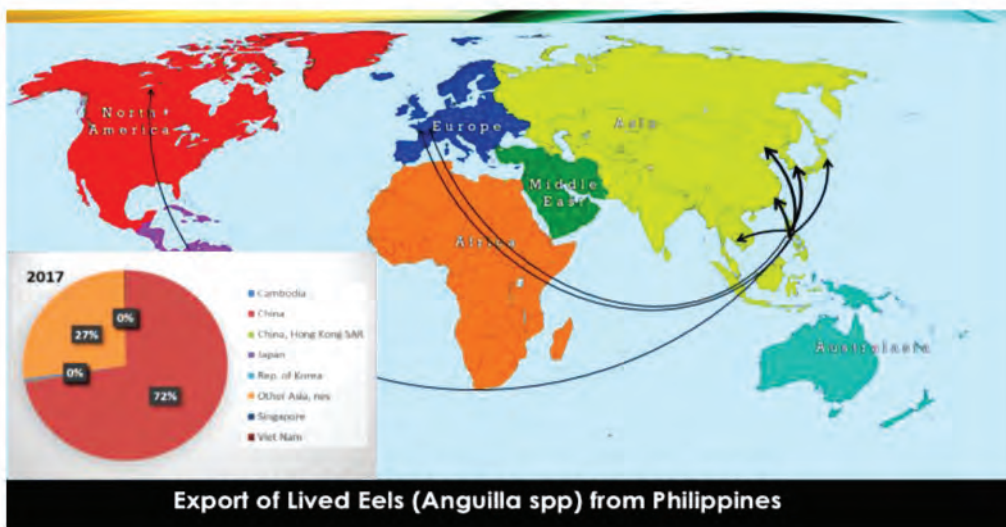 North
America
Europe
Asia
Middle
East
Africa
Australasia
2017
0%
27%
0%
72%
Cambodia
China
China, Hong Kong SAR
Japan
Rep. of Korea
Other Asia, nes
Singapore
Viet Nam
Export of Lived Eels (Anguilla spp) from Philippines